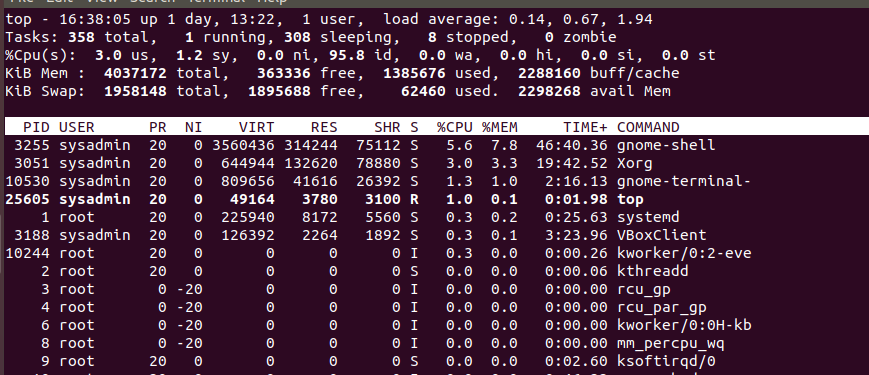 File Edit View Search Terminal Help
top - 16:38:05 up 1 day, 13:22,  1 user,  load average: 0.14, 0.67, 1.94
Tasks: 358 total,   1 running, 308 sleeping,   8 stopped,   0 zombie
%Cpu(s):  3.0 us,  1.2 sy,  0.0 ni, 95.8 id,  0.0 wa,  0.0 hi,  0.0 si,  0.0 st
KiB Mem :  4037172 total,   363336 free,  1385676 used,  2288160 buff/cache
KiB Swap:  1958148 total,  1895688 free,    62460 used.  2298268 avail Mem
PID USER      PR  NI    VIRT    RES    SHR S  %CPU %MEM     TIME+ COMMAND
3255 sysadmin  20   0 3560436 314244  75112 S   5.6  7.8  46:40.36 gnome-shell
3051 sysadmin  20   0  644944 132620  78880 S   3.0  3.3  19:42.52 Xorg
10530 sysadmin  20   0  809656  41616  26392 S   1.3  1.0   2:16.13 gnome-terminal-
25605 sysadmin  20   0   49164   3780   3100 R   1.0  0.1   0:01.98 top
1 root      20   0  225940   8172   5560 S   0.3  0.2   0:25.63 systemd
3188 sysadmin  20   0  126392   2264   1892 S   0.3  0.1   3:23.96 VBoxClient
10244 root      20   0       0      0      0 I   0.3  0.0   0:00.26 kworker/0:2-eve
2 root      20   0       0      0      0 S   0.0  0.0   0:00.06 kthreadd
3 root       0 -20       0      0      0 I   0.0  0.0   0:00.00 rcu_gp
4 root       0 -20       0      0      0 I   0.0  0.0   0:00.00 rcu_par_gp
6 root       0 -20       0      0      0 I   0.0  0.0   0:00.00 kworker/0:0H-kb
8 root       0 -20       0      0      0 I   0.0  0.0   0:00.00 mm_percpu_wq
9 root      20   0       0      0      0 S   0.0  0.0   0:02.60 ksoftirqd/0